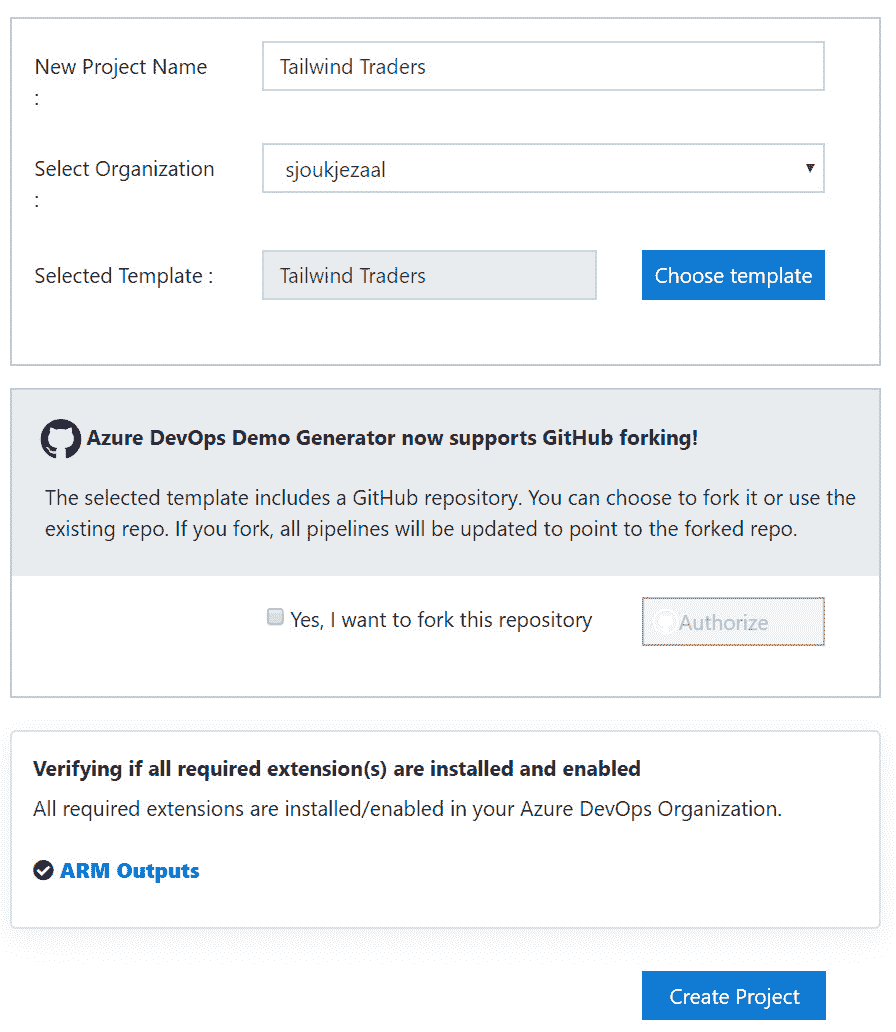 New Project Name
:
Tailwind Traders
Select Organization
:
sjoukjezaal
Selected Template :
Tailwind Traders
Choose template
Azure DevOps Demo Generator now supports GitHub forking!
The selected template includes a GitHub repository. You can choose to fork it or use the
existing repo. If you fork, all pipelines will be updated to point to the forked repo.
Yes, I want to fork this repository
Authorize
Verifying if all required extension(s) are installed and enabled
All required extensions are installed/enabled in your Azure DevOps Organization.
ARM Outputs
Create Project